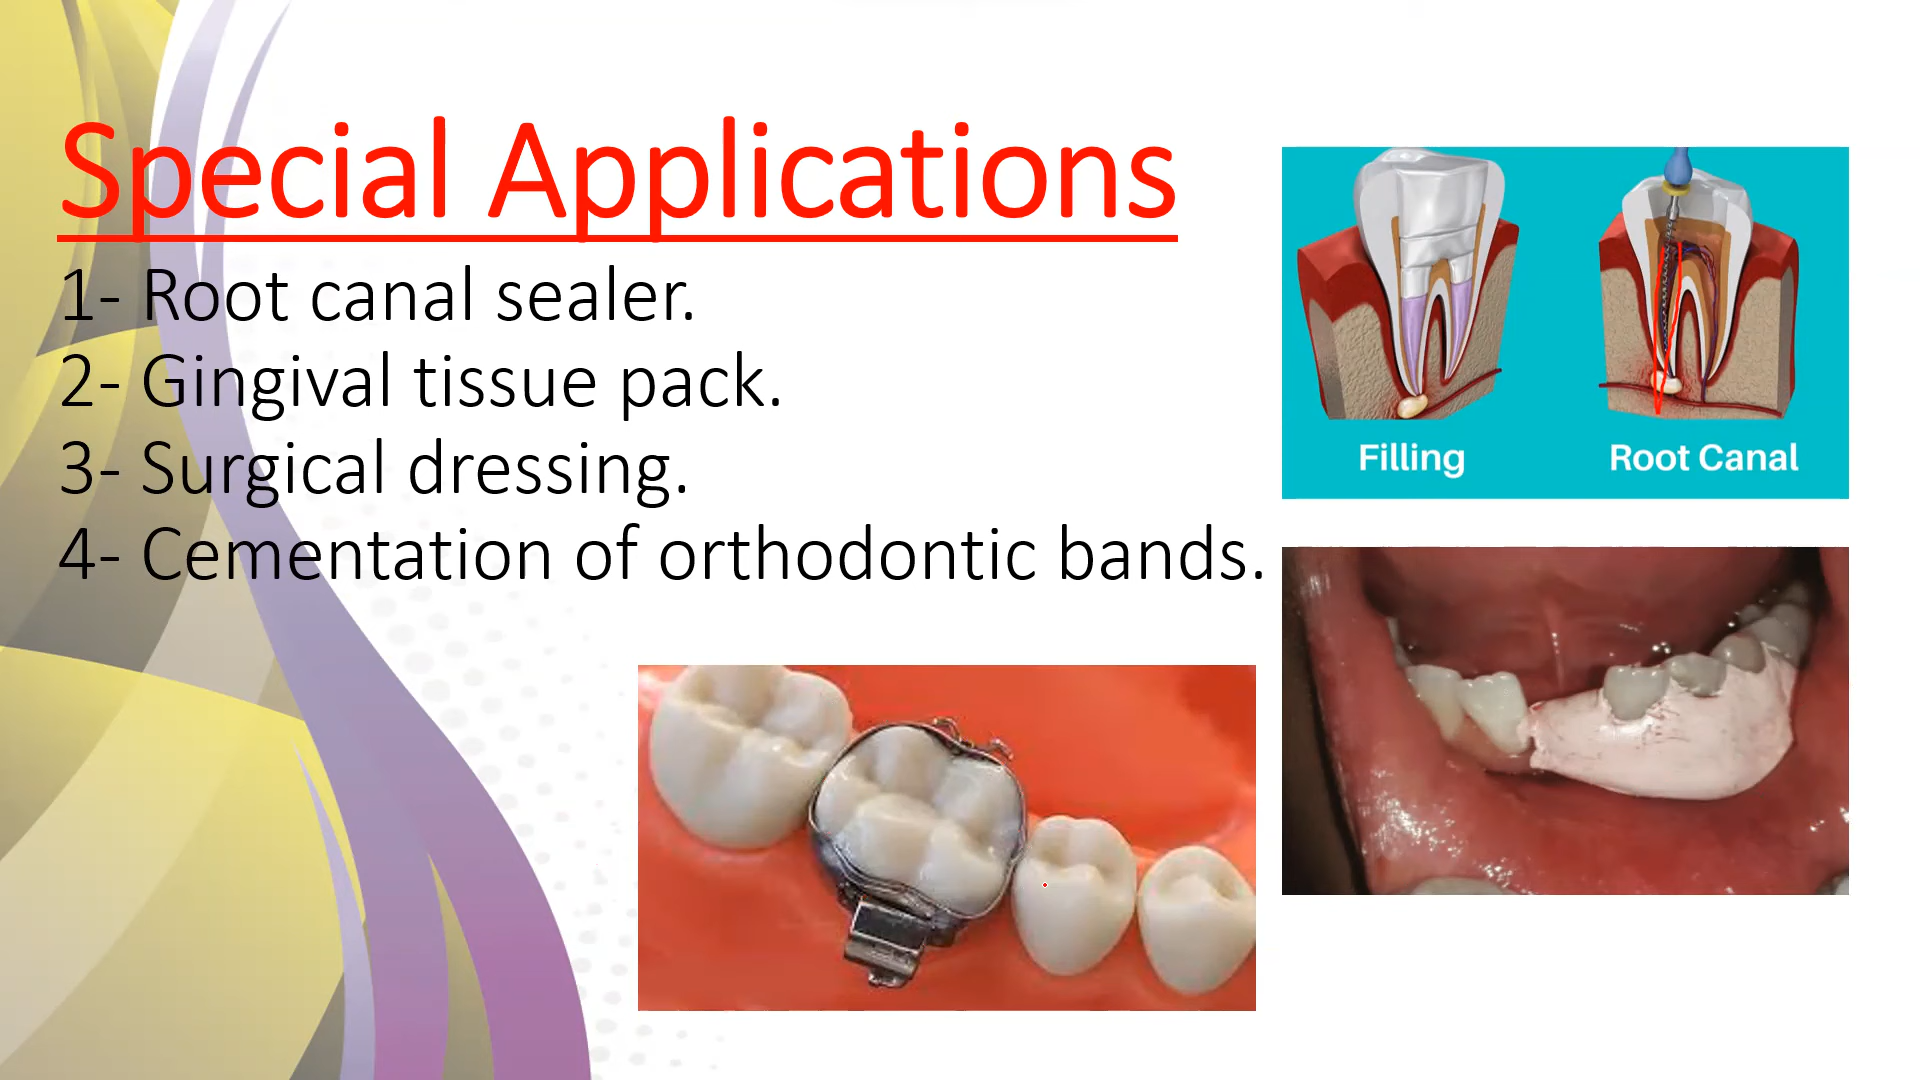 Special Applications
1- Root canal sealer.
2- Gingival tissue pack.
3- Surgical dressing.
4- Cementation of orthodontic bands.
Filling
Root Canal